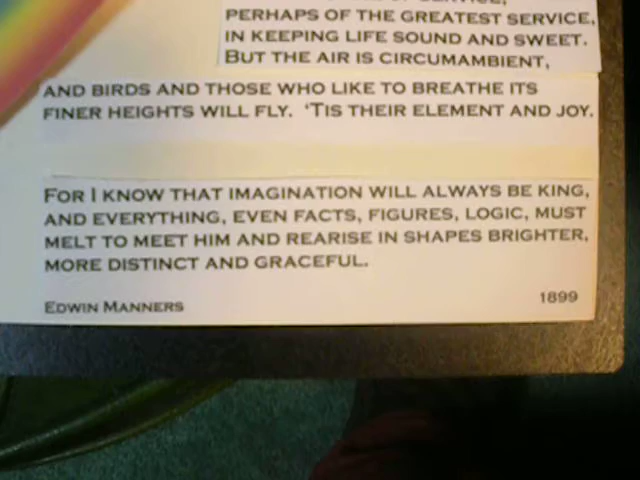 SERVICE,
PERHAPS OF THE GREATEST SERVICE,
IN KEEPING LIFE SOUND AND SWEET.
BUT THE AIR IS CIRCUMAMBIENT,
AND BIRDS AND THOSE WHO LIKE TO BREATHE ITS
FINER HEIGHTS WILL FLY. 'TIS THEIR ELEMENT AND JOY.
FOR I KNOW THAT IMAGINATION WILL ALWAYS BE KING,
AND EVERYTHING, EVEN FACTS, FIGURES, LOGIC, MUST
MELT TO MEET HIM AND REARISE IN SHAPES BRIGHTER,
MORE DISTINCT AND GRACEFUL.
EDWIN MANNERS 1899